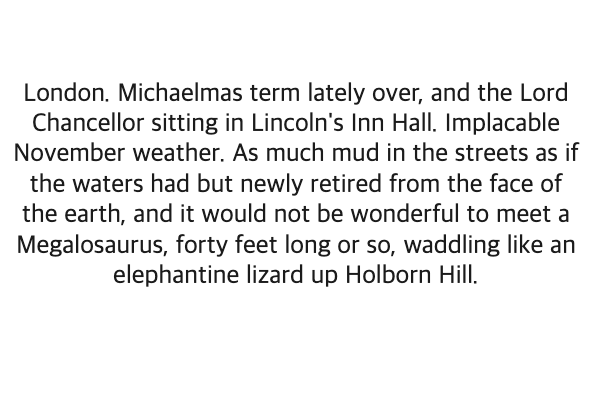 London. Michaelmas term lately over, and the Lord
Chancellor sitting in Lincoln's Inn Hall. Implacable
November weather. As much mud in the streets as if
the waters had but newly retired from the face of
the earth, and it would not be wonderful to meet a
Megalosaurus, forty feet long or so, waddling like an
elephantine lizard up Holborn Hill.